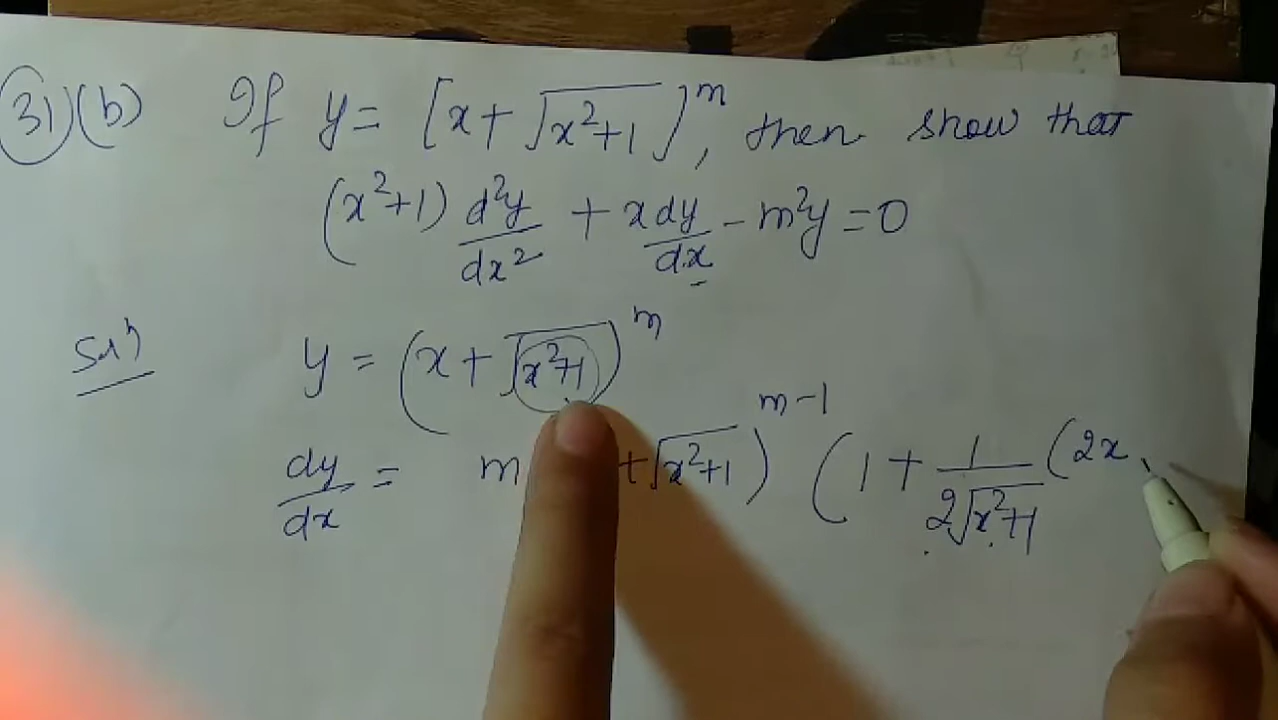 31)(b) If y = [x + √x²+1]ᵐ, then show that
(x²+1) d²y/dx² + x dy/dx - m²y = 0
Solⁿ y = (x + √x²+1)ᵐ
dy/dx = m + √x²+1)ᵐ⁻¹ (1 + 1/2√x²+1 (2x